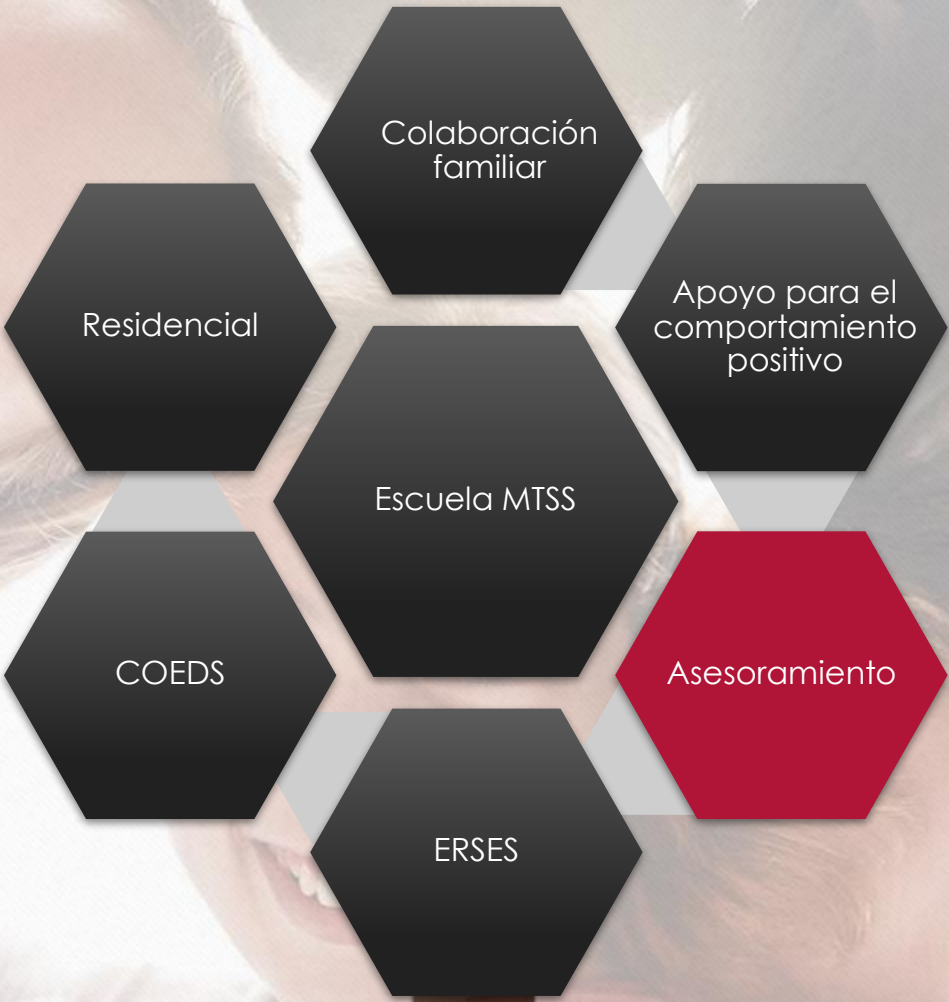 Colaboración
familiar
Residencial
Apoyo para el
comportamiento
positivo
Escuela MTSS
COEDS
Asesoramiento
ERSES